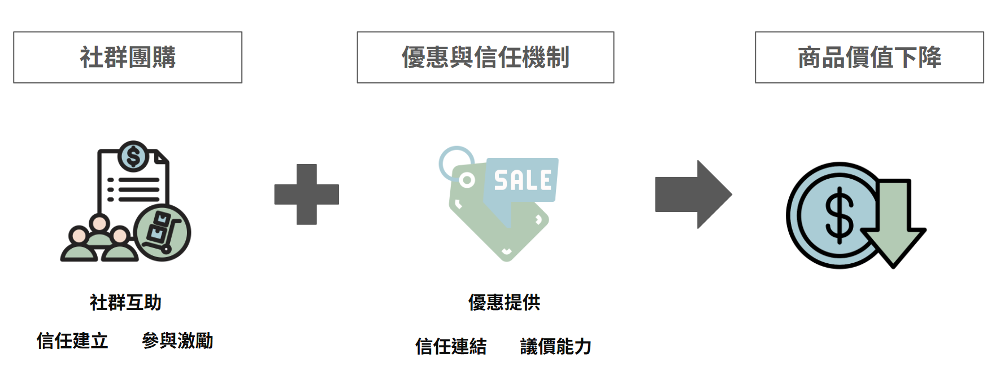 社群團購
優惠與信任機制
商品價值下降
$
SALE
$
社群互助
優惠提供
信任建立 參與激勵
信任連結 議價能力